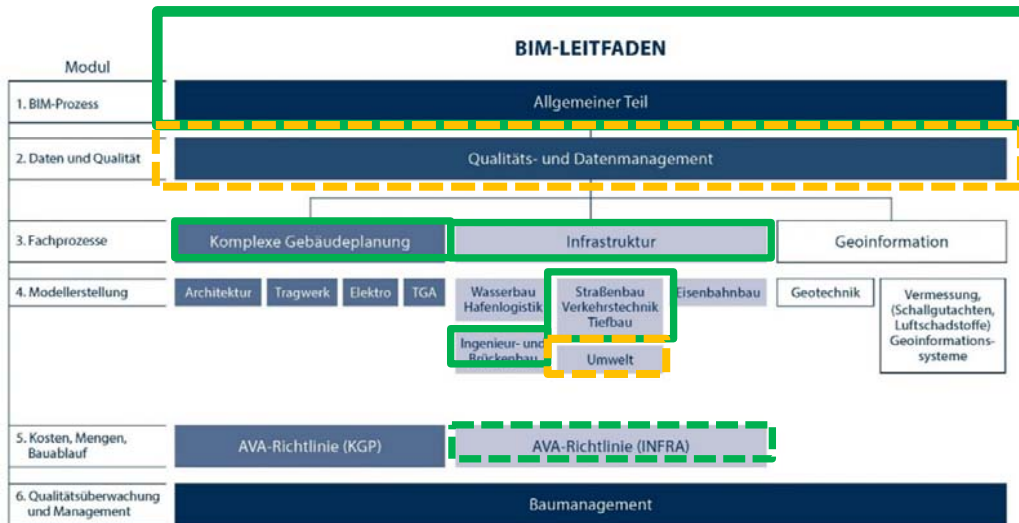 BIM-LEITFADEN
Modul
1. BIM-Prozess
Allgemeiner Teil
2. Daten und Qualität
Qualitäts- und Datenmanagement
3. Fachprozesse
Komplexe Gebäudeplanung
Infrastruktur
Geoinformation
4. Modellerstellung
Architektur
Tragwerk
Elektro
TGA
Wasserbau
Hafenlogistik
Straßenbau
Verkehrstechnik
Tiefbau
Eisenbahnbau
Geotechnik
Vermessung,
(Schallgutachten,
Luftschadstoffe)
Geoinformations-
systeme
Ingenieur- und
Brückenbau
Umwelt
5. Kosten, Mengen,
Bauablauf
AVA-Richtlinie (KGP)
AVA-Richtlinie (INFRA)
6. Qualitätsüberwachung
und Management
Baumanagement